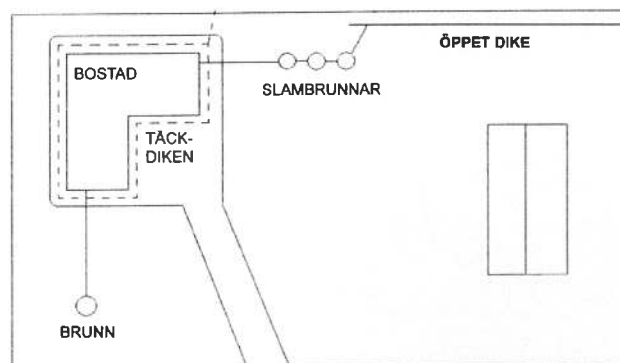 ÖPPET DIKE
BOSTAD
SLAMBRUNNAR
TÄCK-
DIKEN
BRUNN